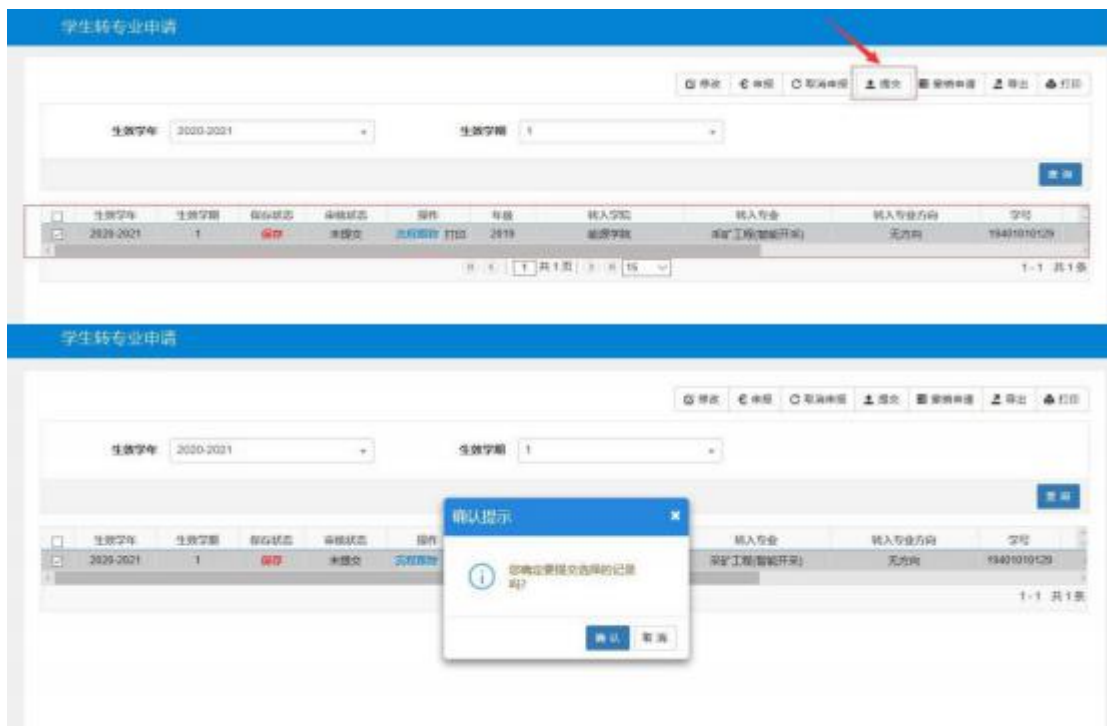 学生转专业申请
修改 申报 取消申报 提交 撤销申请 导出 打印
生效学年 2020-2021 生效学期 1
查 询
生效学年 生效学期 保存状态 审核状态 操作 年级 转入学院 转入专业 转入专业方向 学号
2020-2021 1 保存 未提交 流程跟踪 打印 2019 能源学院 采矿工程(智能开采) 无方向 19401010129
1 共 1 页 15 1-1 共 1 条
学生转专业申请
修改 申报 取消申报 提交 撤销申请 导出 打印
生效学年 2020-2021 生效学期 1
查 询
确认提示
生效学年 生效学期 保存状态 审核状态 操作 转入专业 转入专业方向 学号
2020-2021 1 保存 未提交 流程跟踪 采矿工程(智能开采) 无方向 19401010129
您确定要提交选择的记录
吗?
1-1 共 1 条
确 认 取 消